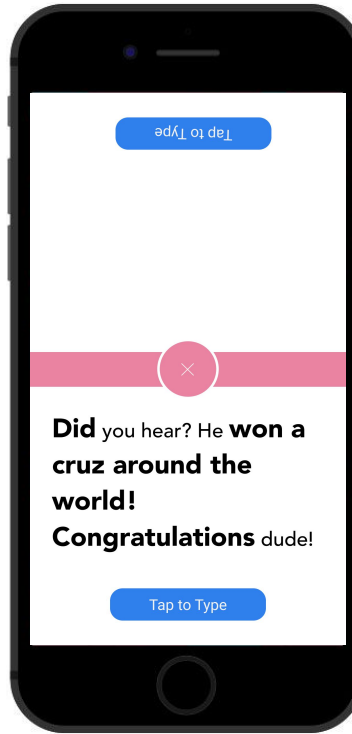 Tap to Type
Did you hear? He won a
cruz around the
world!
Congratulations dude!
Tap to Type